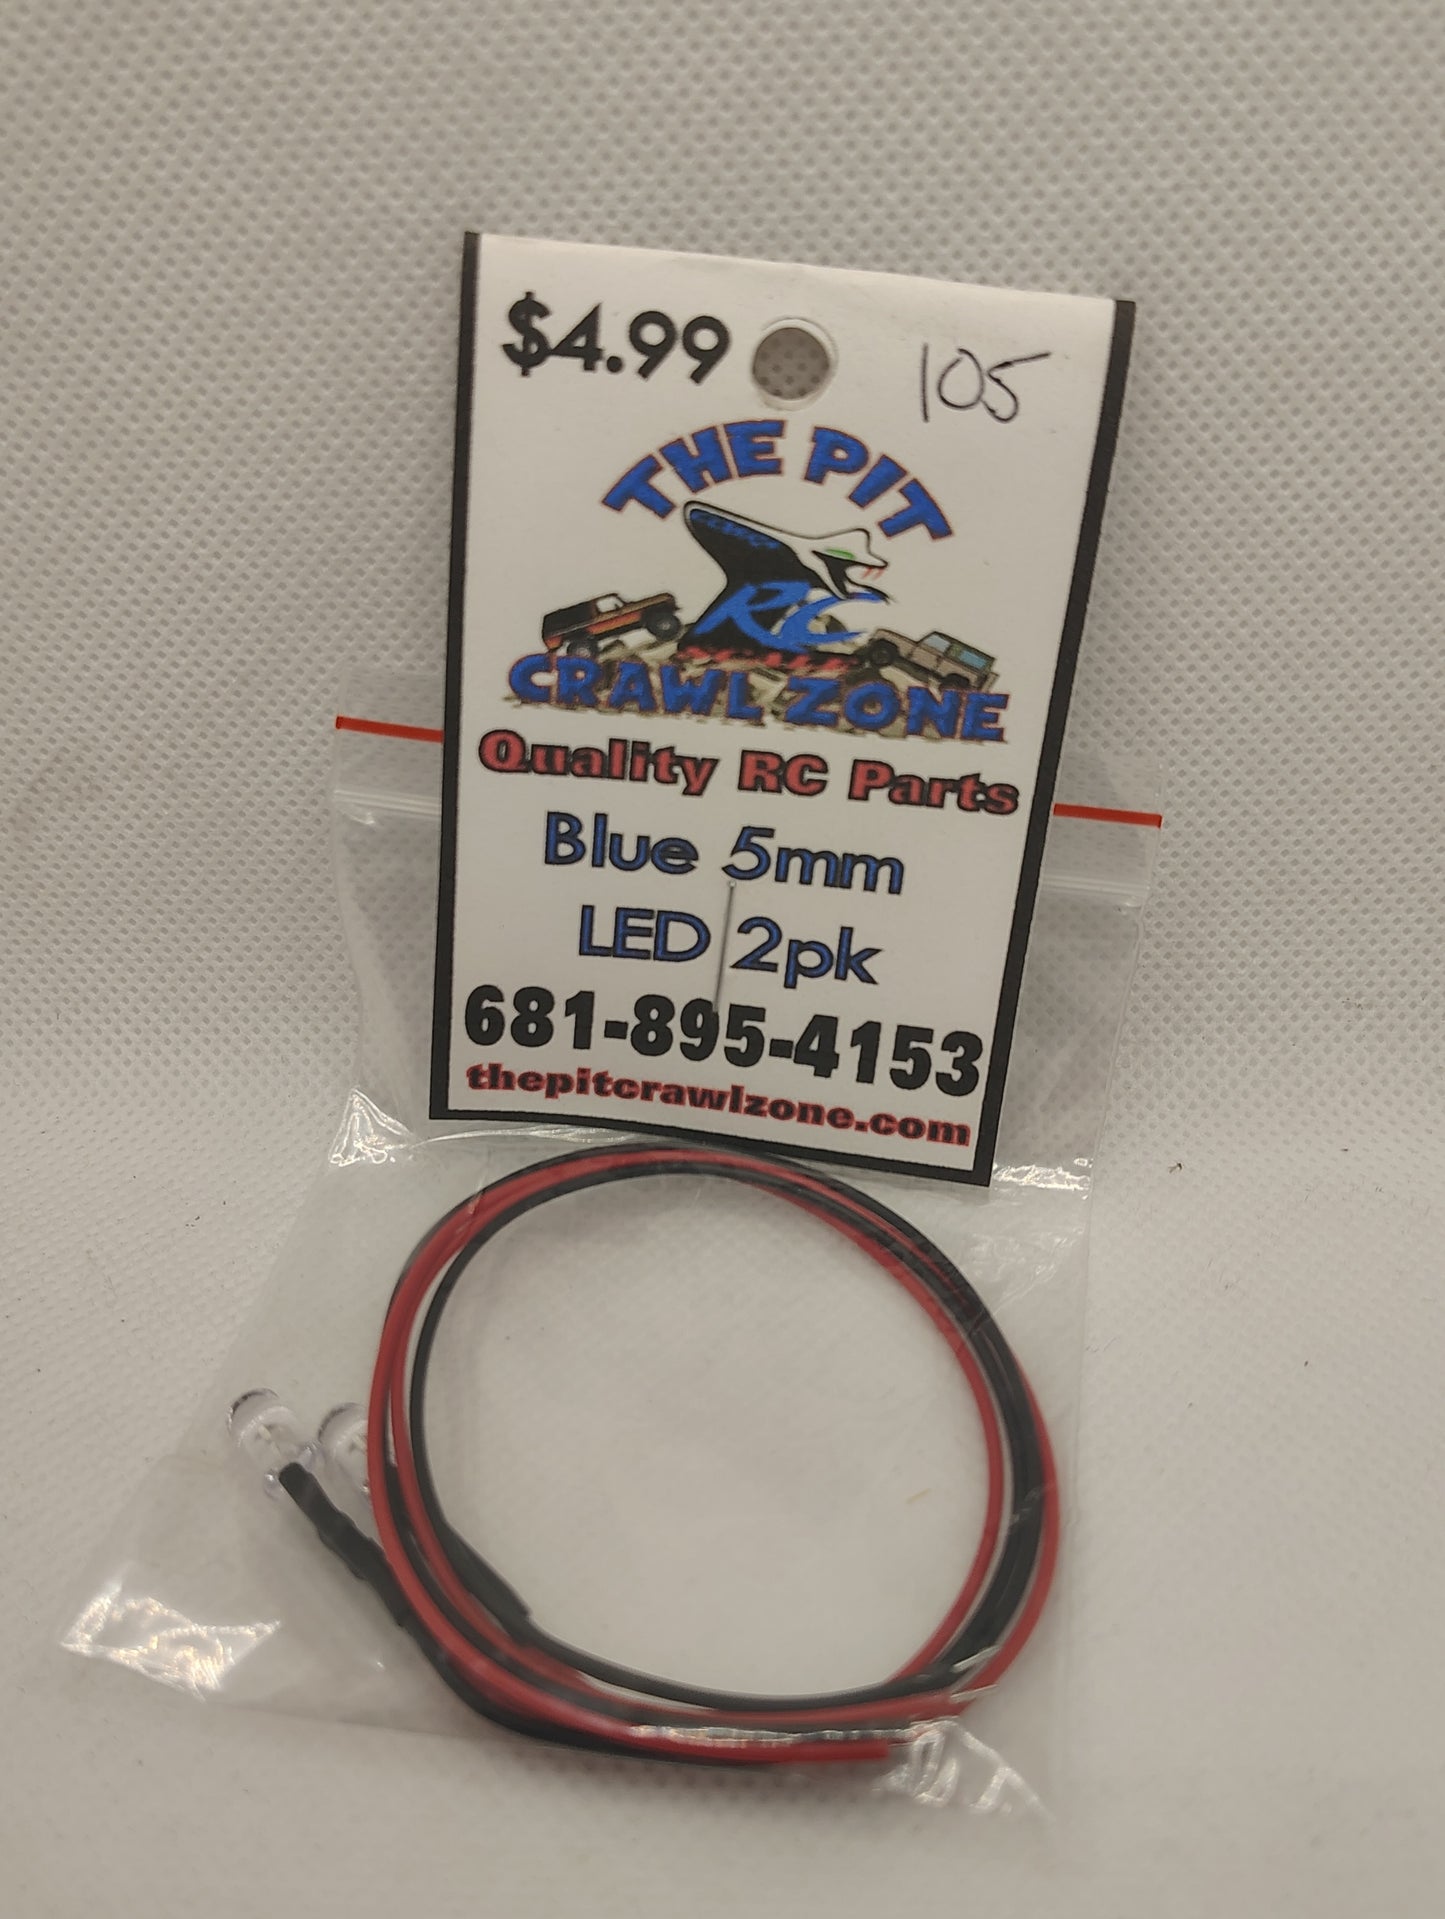 $4.99 105
THE PIT
RC
SCALE
CRAWL ZONE
Quality RC Parts
Blue 5mm
LED 2pk
681-895-4153
thepitcrawlzone.com